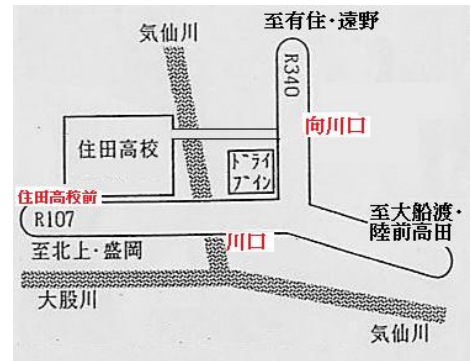 至有住・遠野
気仙川
R340
向川口
住田高校
ドライ
ブイン
住田高校前
R107
至大船渡・
陸前高田
川口
至北上・盛岡
大股川
気仙川